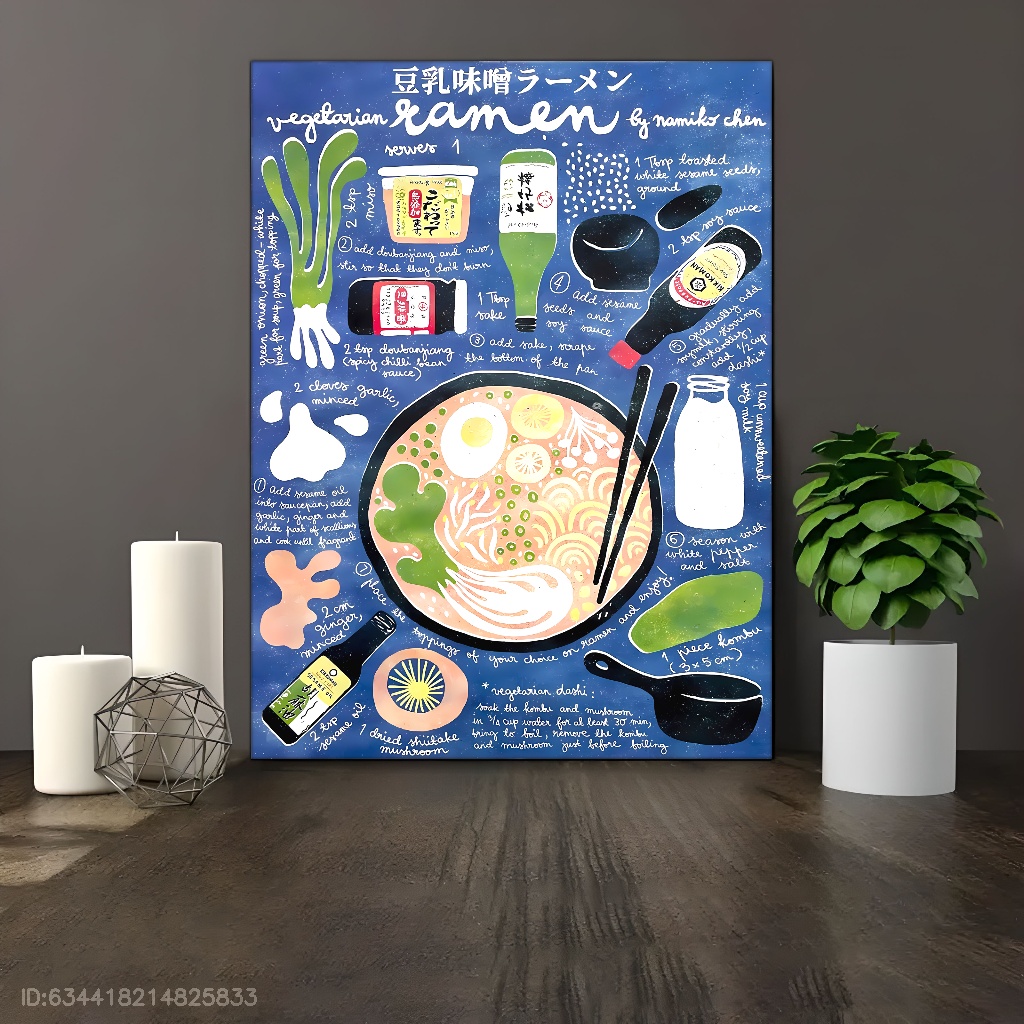 豆乳味噌ラーメン
vegetarian ramen by namiko chen
serves 1
green onion, chopped - white
part for soup, green for topping
2 tsp
miso
こだわって
ます
無添加
② add doubanjiang and miso,
stir so that they don't burn
2 tsp doubanjiang
(spicy chilli bean
sauce)
1 Tbsp
sake
③ add sake, scrape
the bottom of the pan
1 Tbsp toasted
white sesame seeds,
ground
④ Add sesame
seeds and
soy sauce
2 tsp soy sauce
KIKKOMAN
⑤ gradually add
soymilk, stirring
constantly,
add 1/2 cup
dashi*
1 cup unsweetened
soy milk
2 cloves garlic,
minced
① Add sesame oil
into saucepan, add
garlic, ginger and
white part of scallions
and cook until fragrant
2 cm
ginger,
minced
2 tsp
sesame oil
1 dried shiitake
mushroom
⑤ season with
white pepper
and salt
⑦ place the toppings of your choice on ramen and enjoy!
1 piece kombu
(3×5 cm)
* vegetarian dashi:
soak the kombu and mushroom
in 3/4 cup water for at least 30 min,
bring to boil, remove the kombu
and mushroom just before boiling
ID:634418214825833